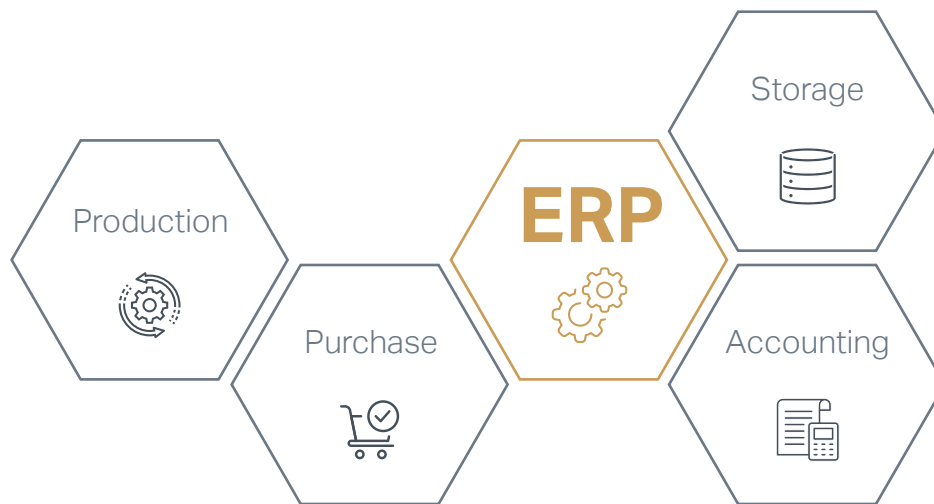 Storage
Production
ERP
Purchase
Accounting